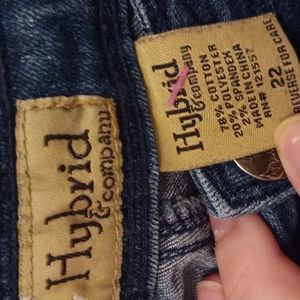 Hybrid
& company
Hybrid
& company
78% COTTON
20% POLYESTER
2% SPANDEX
MADE IN CHINA
RN# 121557
22
REVERSE FOR CARE